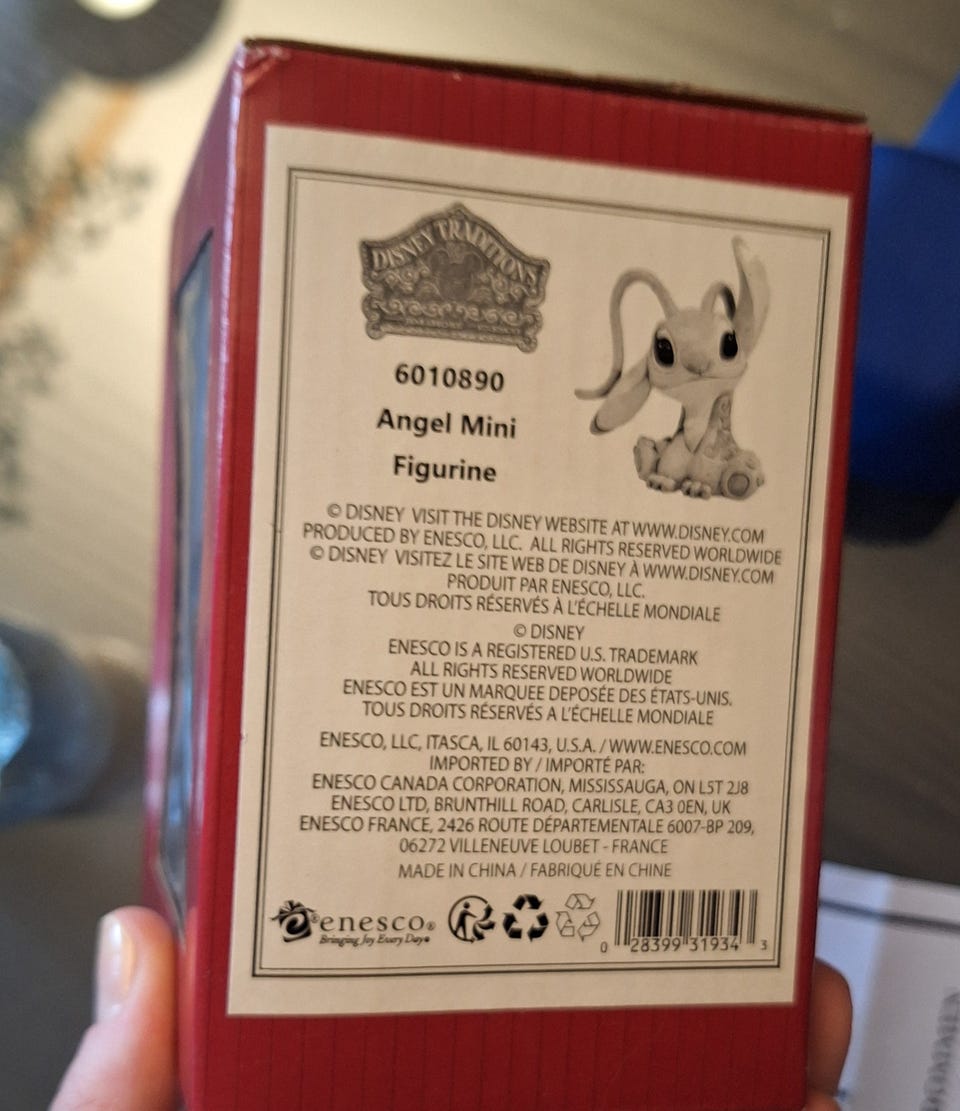 DISNEY TRADITIONS
6010890
Angel Mini
Figurine
© DISNEY VISIT THE DISNEY WEBSITE AT WWW.DISNEY.COM
PRODUCED BY ENESCO, LLC. ALL RIGHTS RESERVED WORLDWIDE
© DISNEY VISITEZ LE SITE WEB DE DISNEY À WWW.DISNEY.COM
PRODUIT PAR ENESCO, LLC.
TOUS DROITS RÉSERVÉS À L'ÉCHELLE MONDIALE
© DISNEY
ENESCO IS A REGISTERED U.S. TRADEMARK
ALL RIGHTS RESERVED WORLDWIDE
ENESCO EST UN MARQUEE DEPOSÉE DES ÉTATS-UNIS.
TOUS DROITS RÉSERVÉS A L'ÉCHELLE MONDIALE
ENESCO, LLC, ITASCA, IL 60143, U.S.A. / WWW.ENESCO.COM
IMPORTED BY / IMPORTÉ PAR:
ENESCO CANADA CORPORATION, MISSISSAUGA, ON L5T 2J8
ENESCO LTD, BRUNTHILL ROAD, CARLISLE, CA3 0EN, UK
ENESCO FRANCE, 2426 ROUTE DÉPARTEMENTALE 6007-BP 209,
06272 VILLENEUVE LOUBET - FRANCE
MADE IN CHINA / FABRIQUÉ EN CHINE
enesco®
Bringing Joy Every Day
0 28399 31934 3